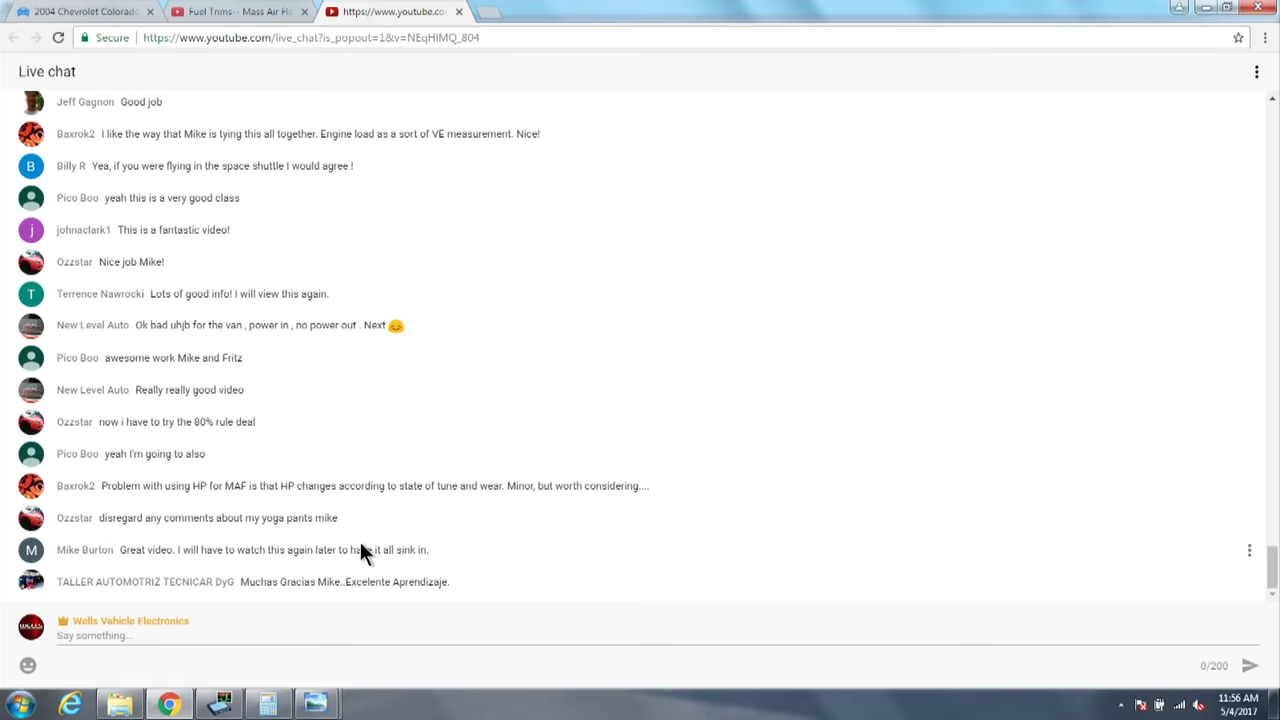 2004 Chevrolet Colorado
Fuel Trims-- Mass Air Flo
https://www.youtube.co
Secure
https://www.youtube.com/live_chat?is_popout=1&v=NEqHIMQ_804
Live chat
Jeff Gagnon Good job
Baxrok2 I like the way that Mike is tying this all together. Engine load as a sort of VE measurement. Nice!
B
Billy R Yea, if you were flying in the space shuttle I would agree !
Pico Boo yeah this is a very good class
j
johnaclark1 This is a fantastic video!
Ozzstar Nice job Mike!
T
Terrence Nawrocki Lots of good info! I will view this again.
New Level Auto Ok bad uhjb for the van , power in , no power out . Next 😊
Pico Boo awesome work Mike and Fritz
New Level Auto Really really good video
Ozzstar now i have to try the 80% rule deal
Pico Boo yeah I'm going to also
Baxrok2 Problem with using HP for MAF is that HP changes according to state of tune and wear. Minor, but worth considering....
Ozzstar disregard any comments about my yoga pants mike
M
Mike Burton Great video. I will have to watch this again later to ha it all sink in.
TALLER AUTOMOTRIZ TECNICAR DyG Muchas Gracias Mike..Excelente Aprendizaje.
WELLS
Wells Vehicle Electronics
Say something...
0/200
11:56 AM
5/4/2017